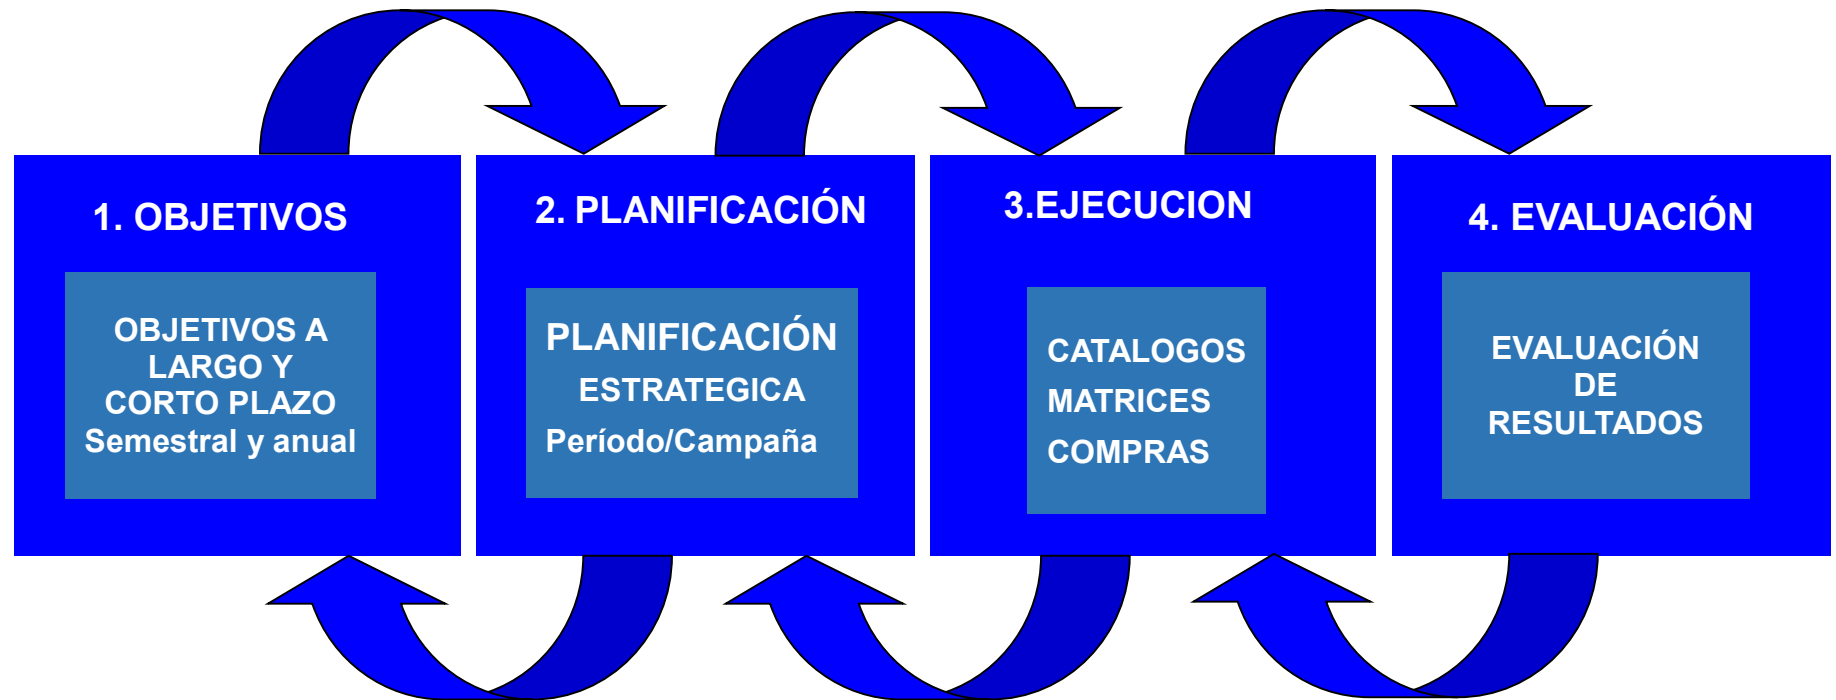 1. OBJETIVOS
OBJETIVOS A
LARGO Y
CORTO PLAZO
Semestral y anual
2. PLANIFICACIÓN
PLANIFICACIÓN
ESTRATEGICA
Período/Campaña
3.EJECUCION
CATALOGOS
MATRICES
COMPRAS
4. EVALUACIÓN
EVALUACIÓN
DE
RESULTADOS